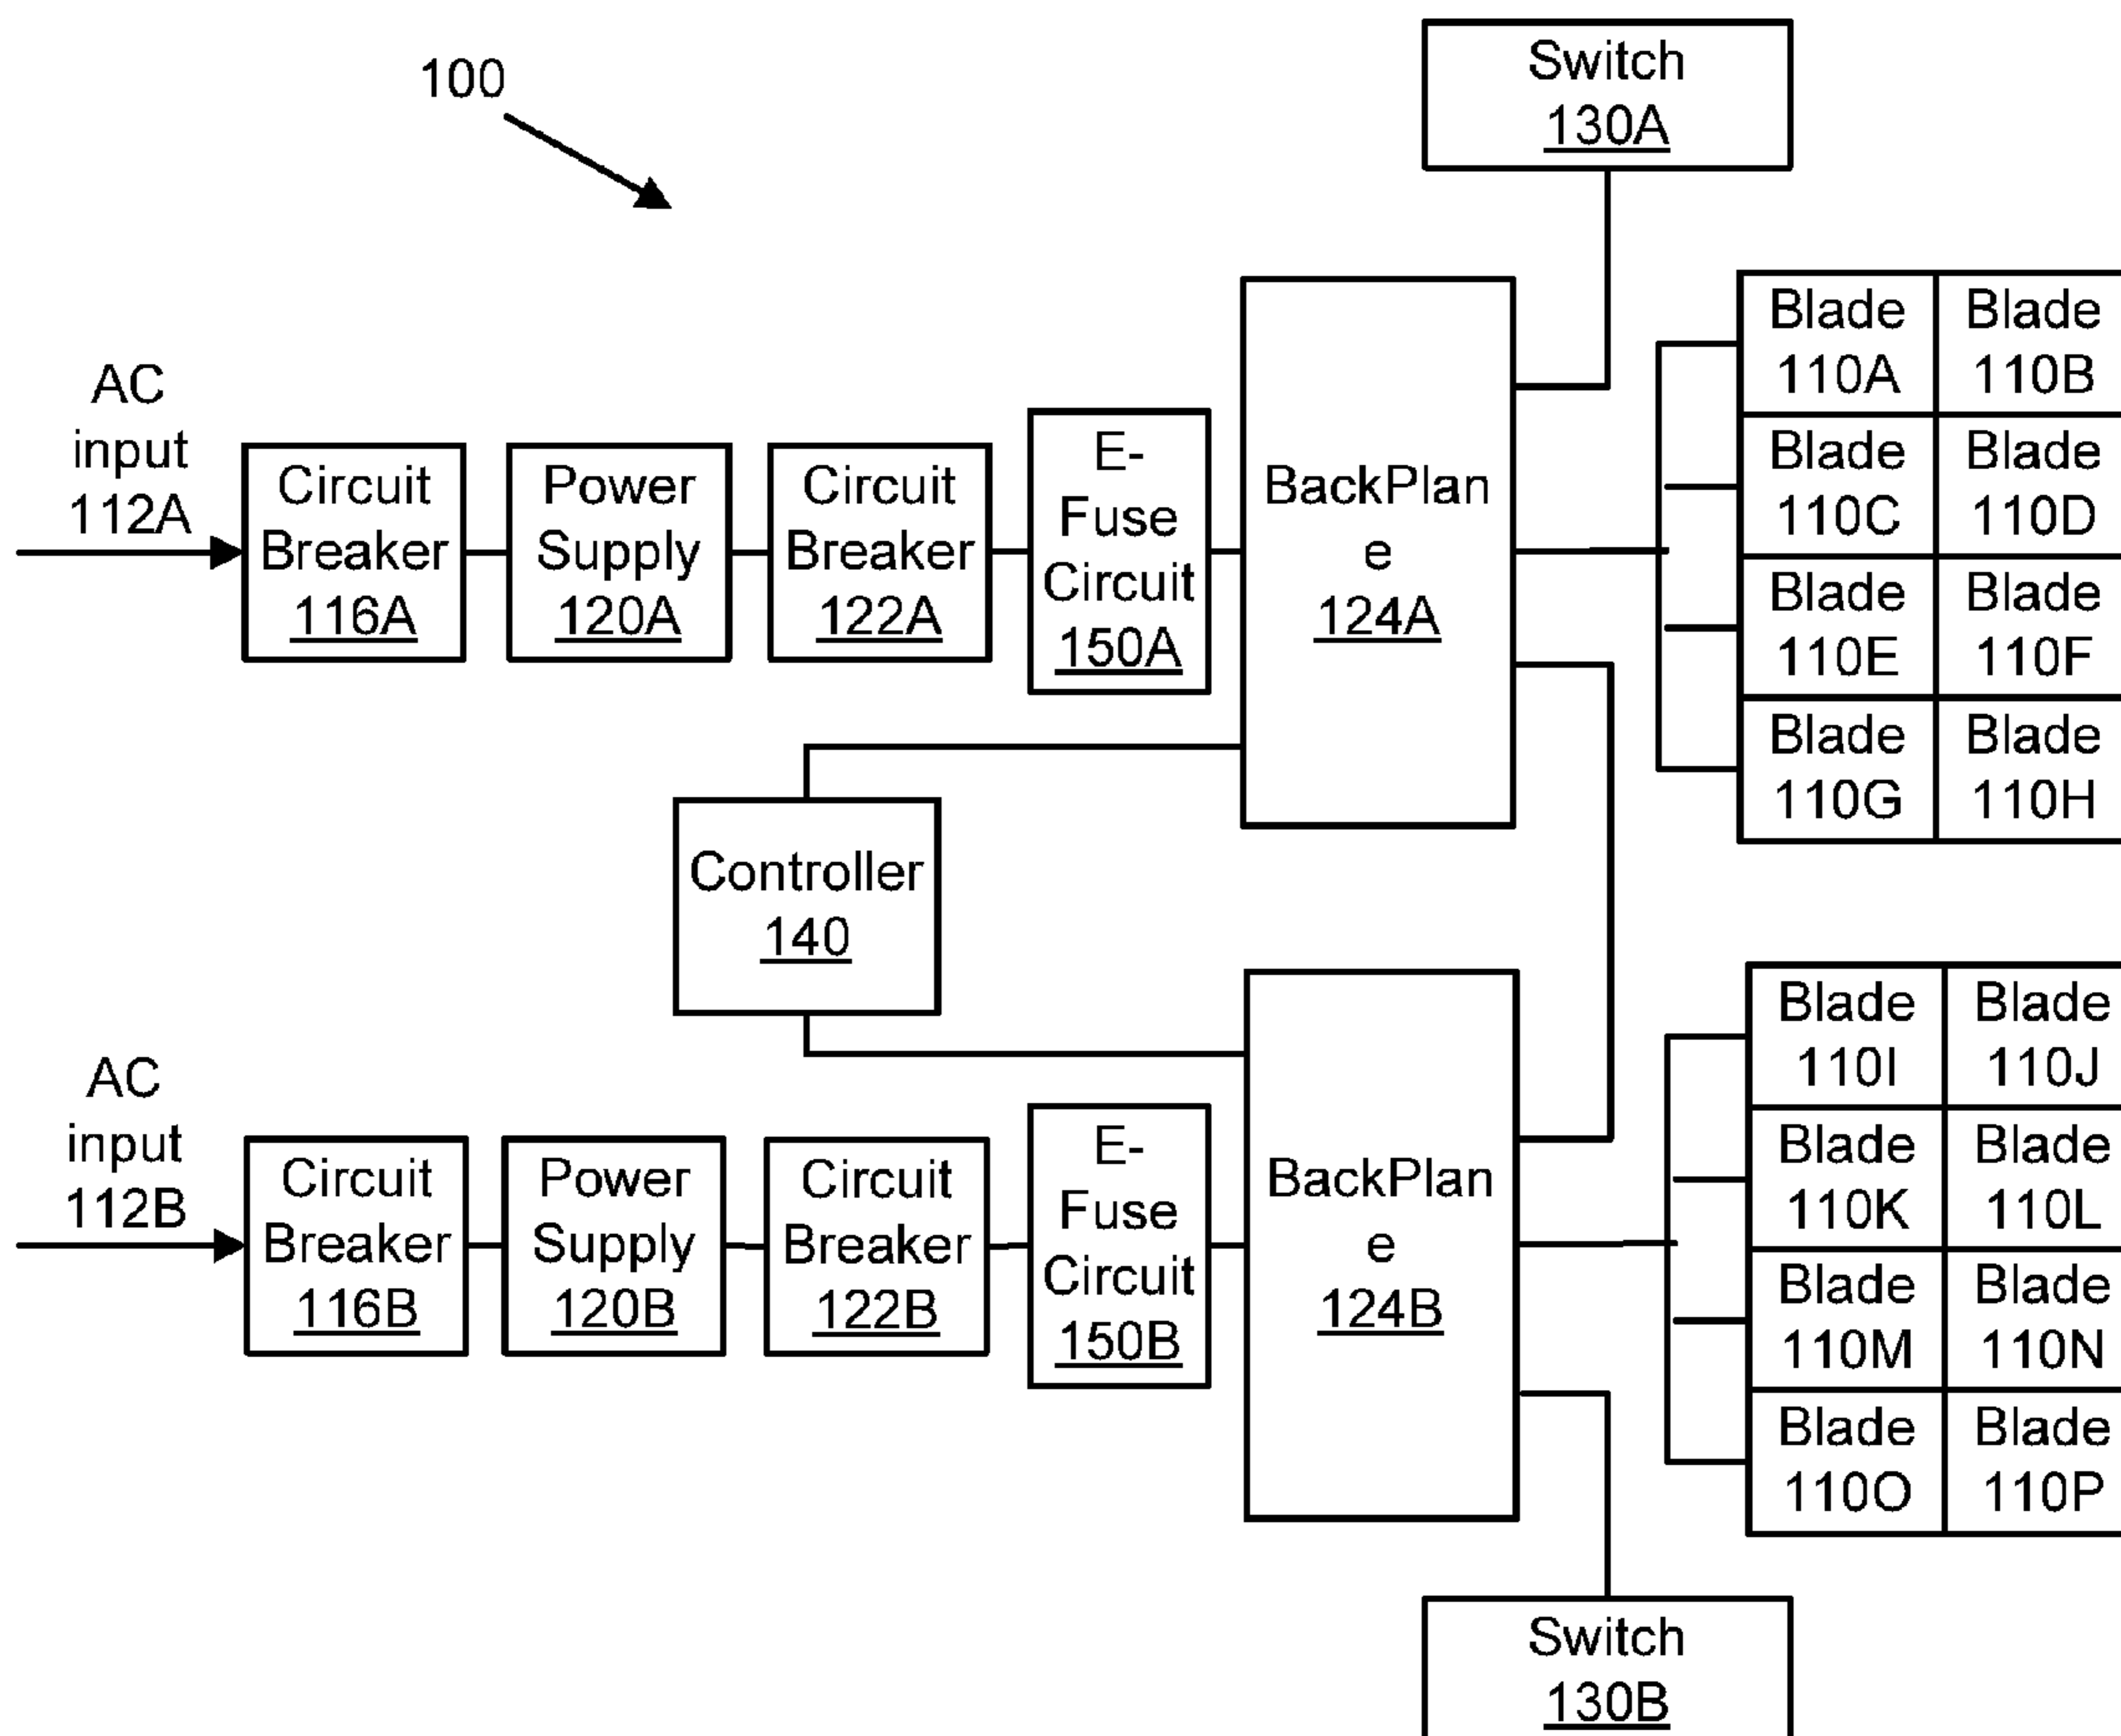 100
Switch
130A
AC
input
112A
Circuit
Breaker
116A
Power
Supply
120A
Circuit
Breaker
122A
E-
Fuse
Circuit
150A
BackPlan
e
124A
Blade
110A
Blade
110B
Blade
110C
Blade
110D
Blade
110E
Blade
110F
Blade
110G
Blade
110H
Controller
140
AC
input
112B
Circuit
Breaker
116B
Power
Supply
120B
Circuit
Breaker
122B
E-
Fuse
Circuit
150B
BackPlan
e
124B
Blade
110I
Blade
110J
Blade
110K
Blade
110L
Blade
110M
Blade
110N
Blade
110O
Blade
110P
Switch
130B